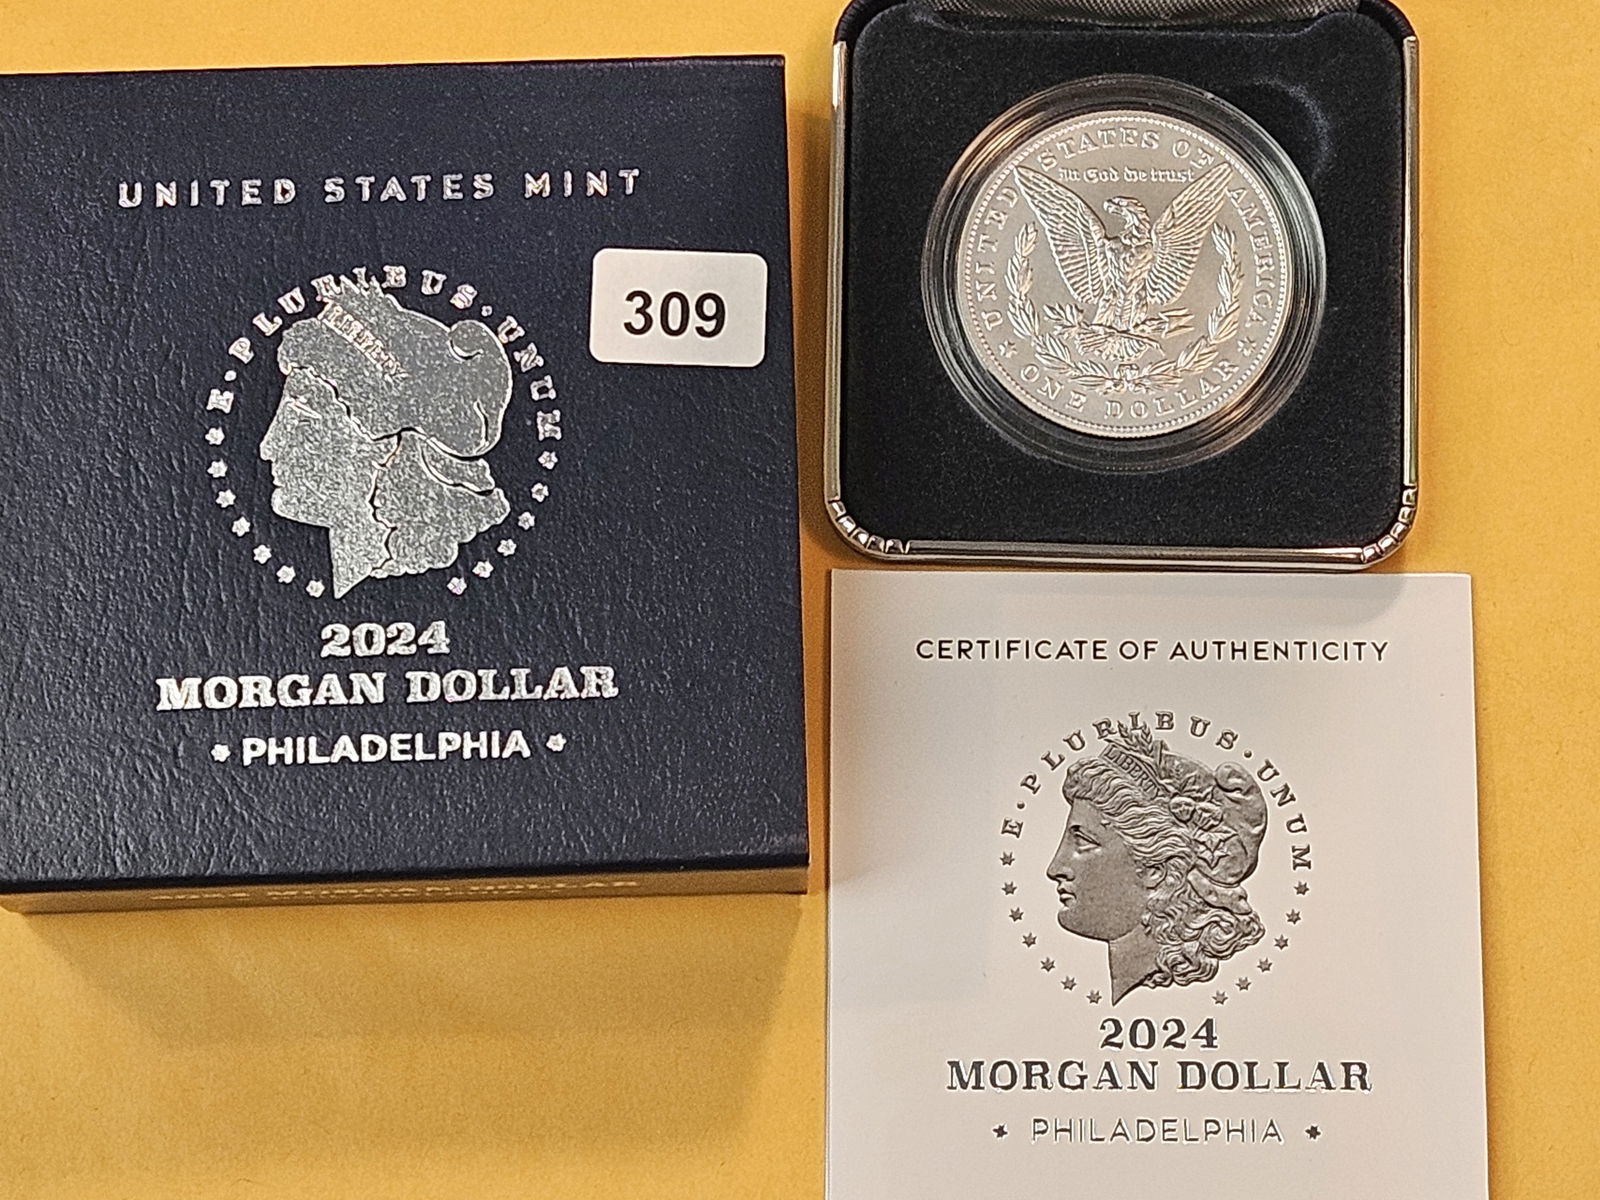 UNITED STATES MINT
E · PLURIBUS · UNUM
LIBERTY
309
2024
MORGAN DOLLAR
PHILADELPHIA
UNITED STATES OF AMERICA
In God we trust
ONE DOLLAR
CERTIFICATE OF AUTHENTICITY
E · PLURIBUS · UNUM
LIBERTY
2024
MORGAN DOLLAR
PHILADELPHIA